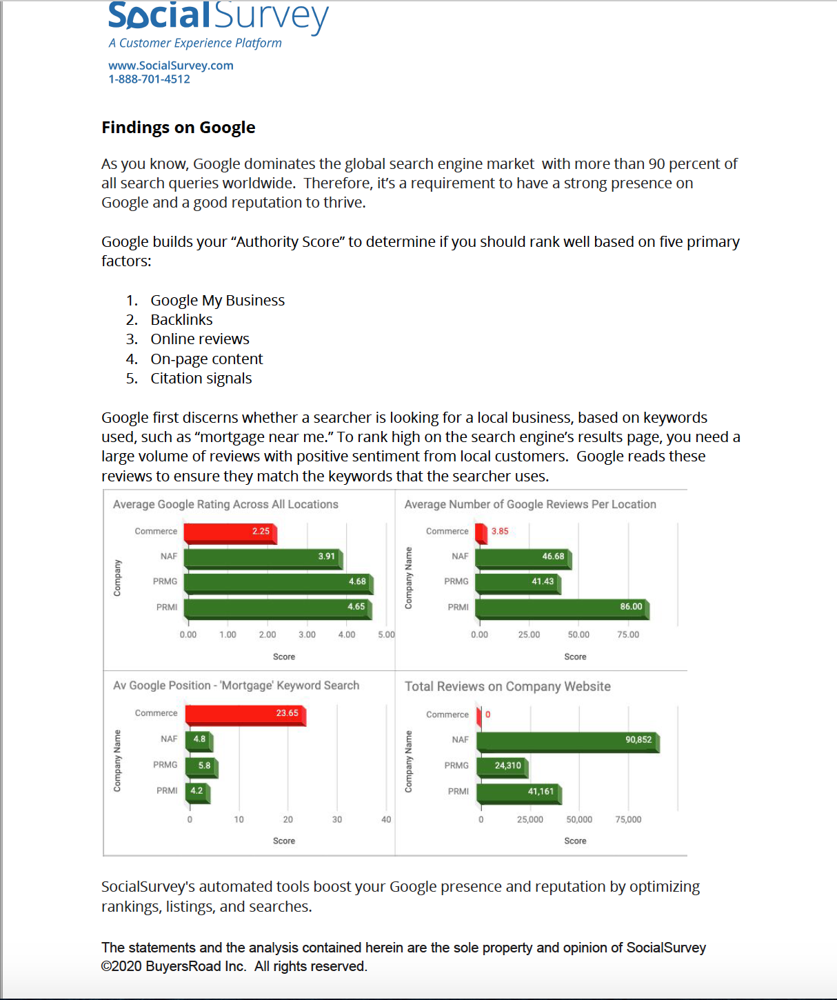 SocialSurvey
A Customer Experience Platform
www.SocialSurvey.com
1-888-701-4512
Findings on Google
As you know, Google dominates the global search engine market  with more than 90 percent of
all search queries worldwide.  Therefore, it’s a requirement to have a strong presence on
Google and a good reputation to thrive.
Google builds your “Authority Score” to determine if you should rank well based on five primary
factors:
1. Google My Business
2. Backlinks
3. Online reviews
4. On-page content
5. Citation signals
Google first discerns whether a searcher is looking for a local business, based on keywords
used, such as “mortgage near me.” To rank high on the search engine’s results page, you need a
large volume of reviews with positive sentiment from local customers.  Google reads these
reviews to ensure they match the keywords that the searcher uses.
Average Google Rating Across All Locations
Company
Commerce 2.25
NAF 3.91
PRMG 4.68
PRMI 4.65
0.00 1.00 2.00 3.00 4.00 5.00
Score
Average Number of Google Reviews Per Location
Company Name
Commerce 3.85
NAF 46.68
PRMG 41.43
PRMI 86.00
0.00 25.00 50.00 75.00
Score
Av Google Position - 'Mortgage' Keyword Search
Company Name
Commerce 23.65
NAF 4.8
PRMG 5.8
PRMI 4.2
0 10 20 30 40
Score
Total Reviews on Company Website
Company Name
Commerce 0
NAF 90,852
PRMG 24,310
PRMI 41,161
0 25,000 50,000 75,000
Score
SocialSurvey's automated tools boost your Google presence and reputation by optimizing
rankings, listings, and searches.
The statements and the analysis contained herein are the sole property and opinion of SocialSurvey
©2020 BuyersRoad Inc.  All rights reserved.